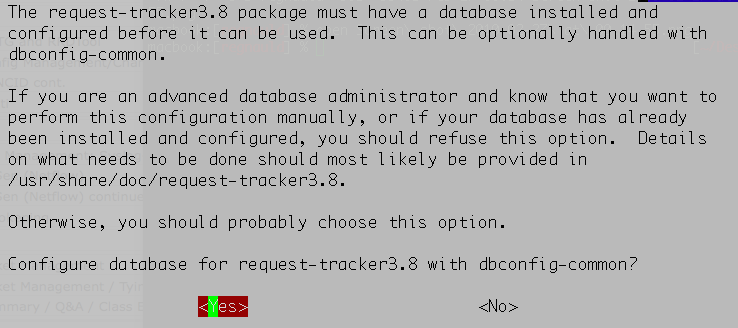 The request-tracker3.8 package must have a database installed and
configured before it can be used.  This can be optionally handled with
dbconfig-common.
If you are an advanced database administrator and know that you want to
perform this configuration manually, or if your database has already
been installed and configured, you should refuse this option.  Details
on what needs to be done should most likely be provided in
/usr/share/doc/request-tracker3.8.
(Netflow) continue
Otherwise, you should probably choose this option.
Configure database for request-tracker3.8 with dbconfig-common?
Management /
/ Q&A / Class
<Yes> <No>